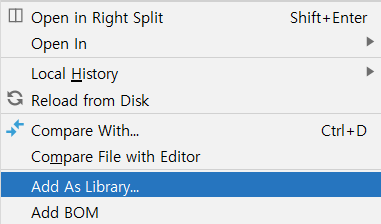 Open in Right Split Shift+Enter
Open In
Local History
Reload from Disk
Compare With... Ctrl+D
Compare File with Editor
Add As Library...
Add BOM